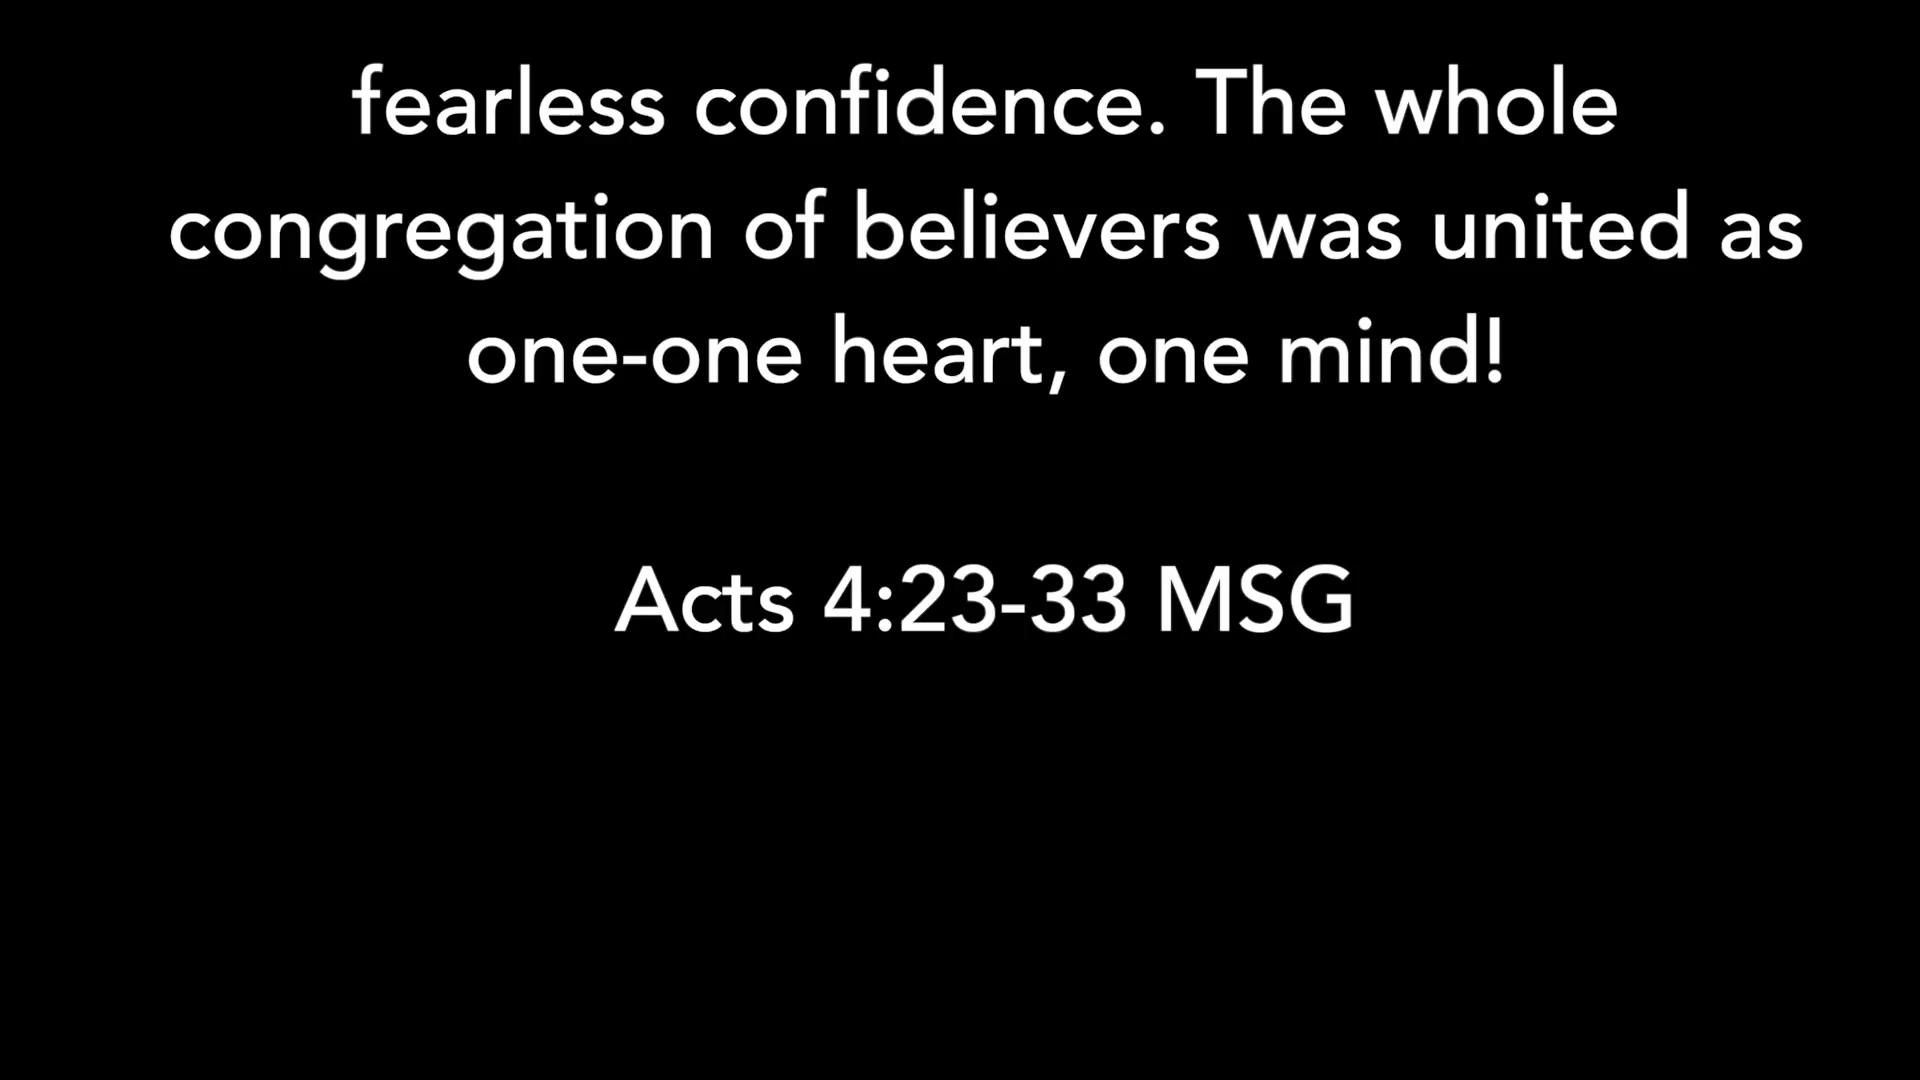 fearless confidence. The whole
congregation of believers was united as
one-one heart, one mind!
Acts 4:23-33 MSG